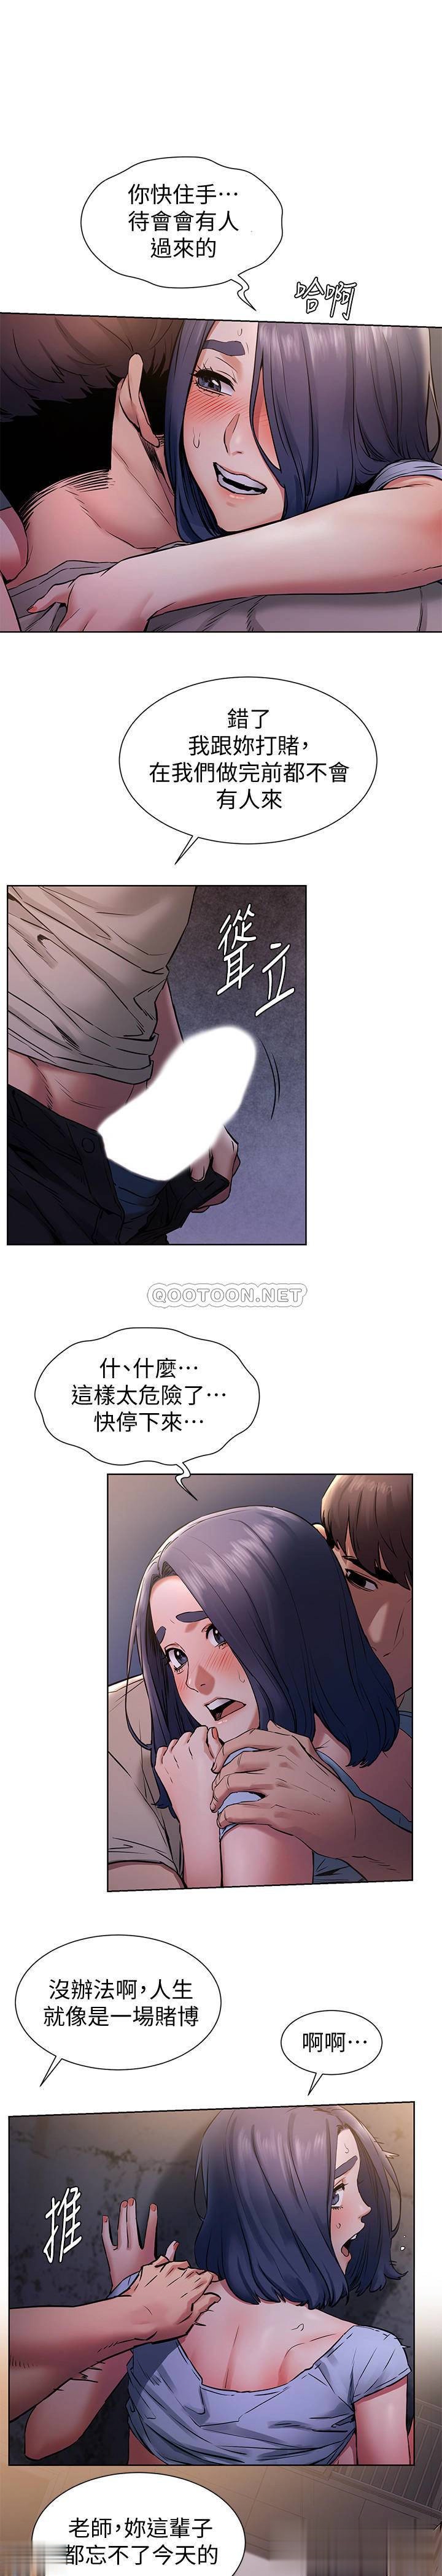 你快住手…
待會會有人
過來的
哈啊
錯了
我跟妳打賭，
在我們做完前都不會
有人來
聳立
QOOTOON.NET
什、什麼…
這樣太危險了…
快停下來…
沒辦法啊，人生
就像是一場賭博
啊啊…
推
老師，妳這輩子
都忘不了今天的